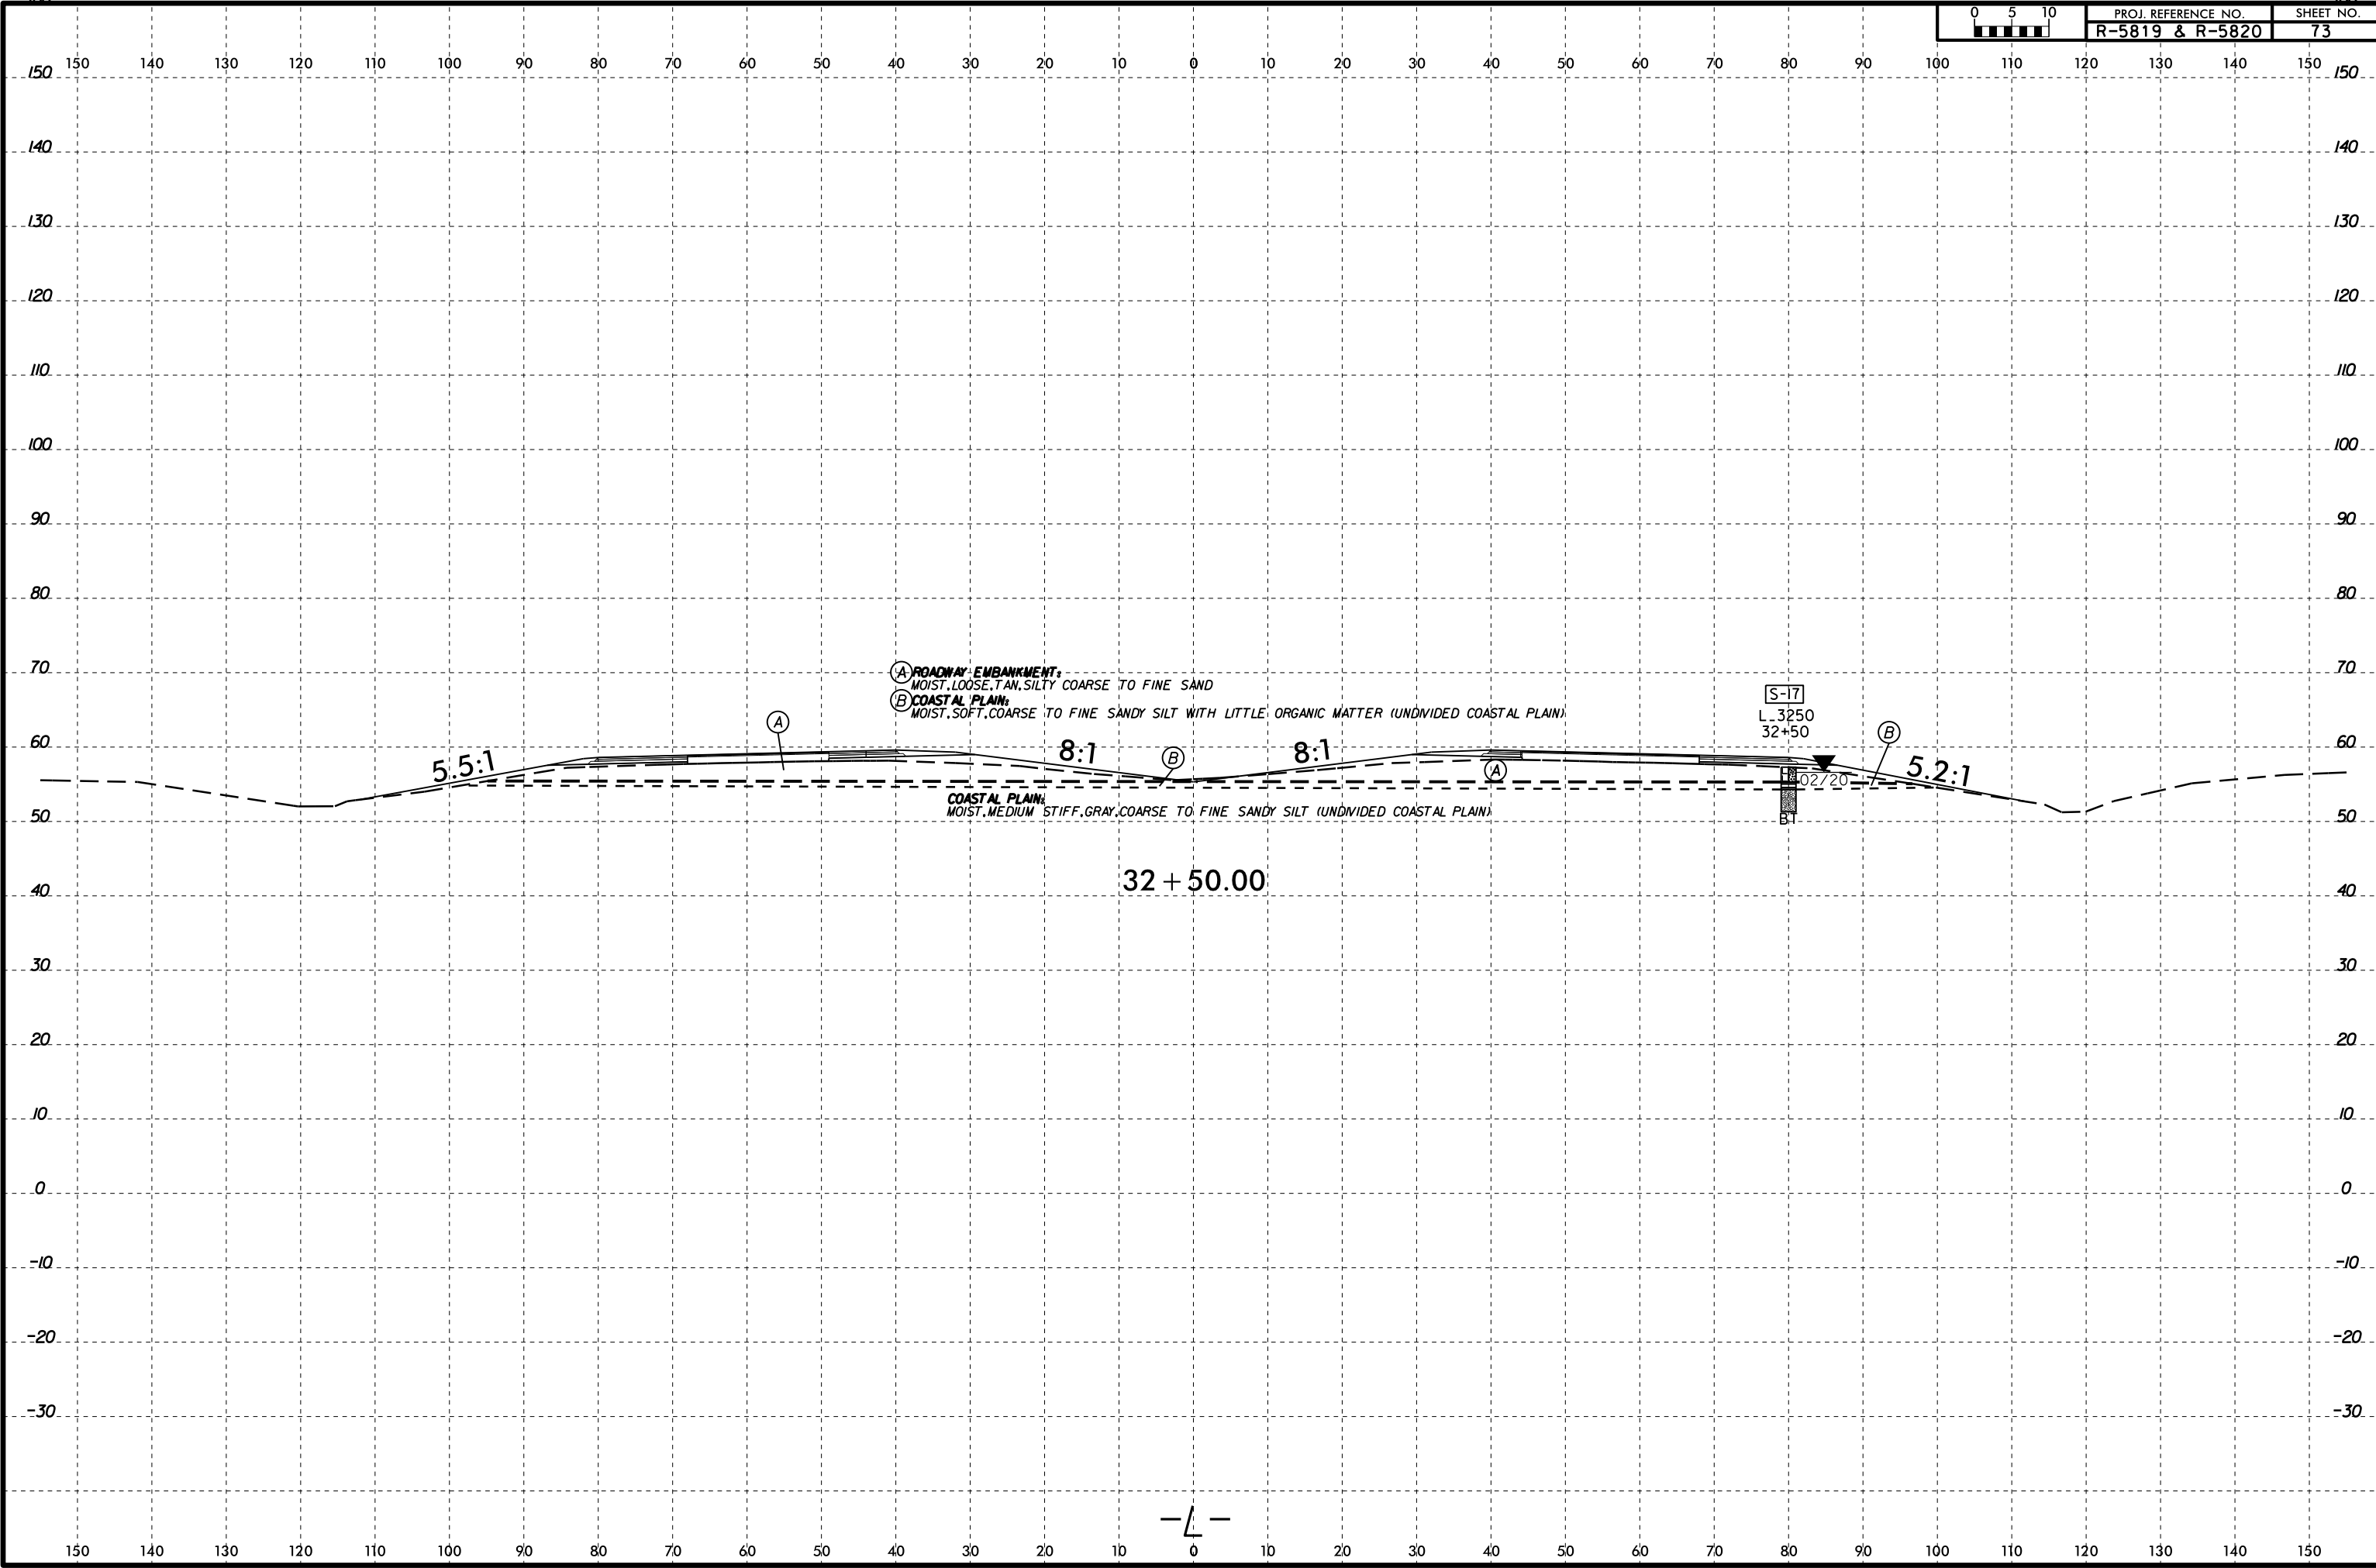 0 5 10
PROJ. REFERENCE NO. SHEET NO.
R-5819 & R-5820 73
150 140 130 120 110 100 90 80 70 60 50 40 30 20 10 0 10 20 30 40 50 60 70 80 90 100 110 120 130 140 150
150 150
140 140
130 130
120 120
110 110
100 100
90 90
80 80
70 70
A ROADWAY EMBANKMENT:
MOIST, LOOSE, TAN, SILTY COARSE TO FINE SAND
B COASTAL PLAIN:
MOIST, SOFT, COARSE TO FINE SANDY SILT WITH LITTLE ORGANIC MATTER (UNDIVIDED COASTAL PLAIN)
S-17
L_3250
32+50
A
B
60 60
5.5:1 8:1 B 8:1 A 5.2:1
02/20
COASTAL PLAIN:
MOIST, MEDIUM STIFF, GRAY, COARSE TO FINE SANDY SILT (UNDIVIDED COASTAL PLAIN)
BT
50 50
32+50.00
40 40
30 30
20 20
10 10
0 0
-10 -10
-20 -20
-30 -30
-L-
150 140 130 120 110 100 90 80 70 60 50 40 30 20 10 0 10 20 30 40 50 60 70 80 90 100 110 120 130 140 150